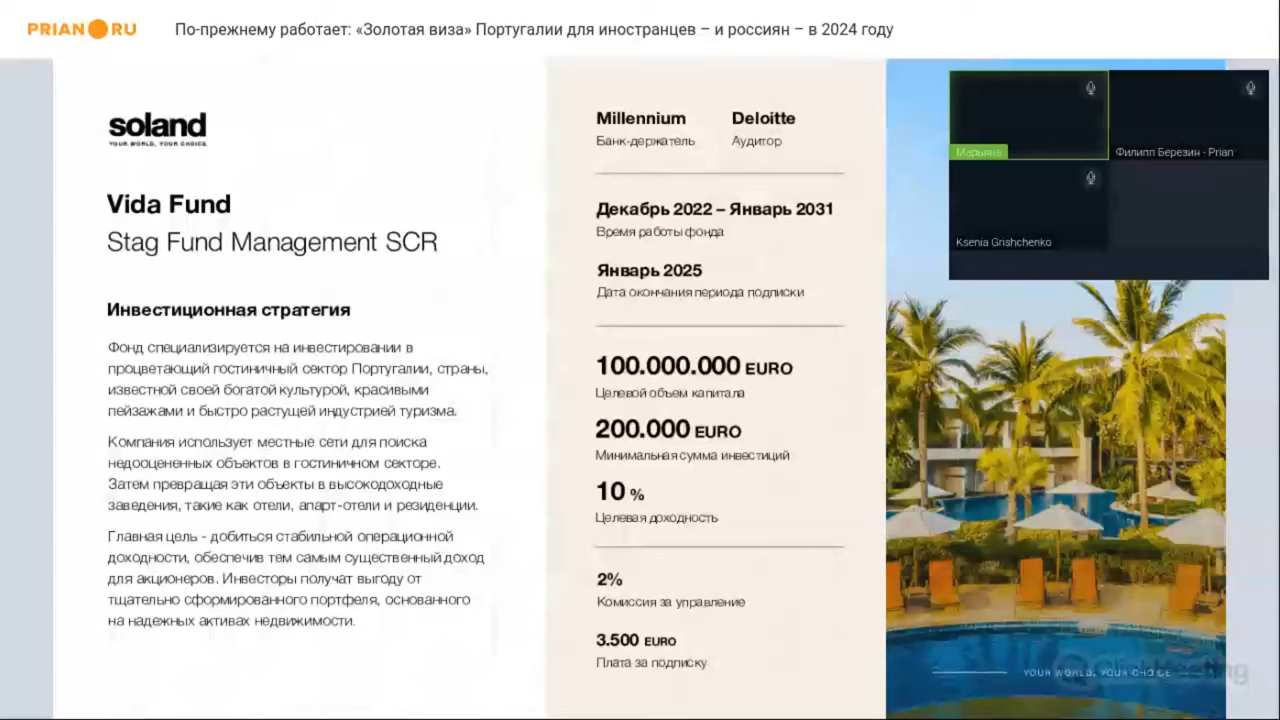 PRIAN RU
По-прежнему работает: «Золотая виза» Португалии для иностранцев – и россиян – в 2024 году
soland
YOUR WORLD, YOUR CHOICE.
Vida Fund
Stag Fund Management SCR
Инвестиционная стратегия
Фонд специализируется на инвестировании в
процветающий гостиничный сектор Португалии, страны,
известной своей богатой культурой, красивыми
пейзажами и быстро растущей индустрией туризма.
Компания использует местные сети для поиска
недооцененных объектов в гостиничном секторе.
Затем превращая эти объекты в высокодоходные
заведения, такие как отели, апарт-отели и резиденции.
Главная цель - добиться стабильной операционной
доходности, обеспечив тем самым существенный доход
для акционеров. Инвесторы получат выгоду от
тщательно сформированного портфеля, основанного
на надежных активах недвижимости.
Millennium
Банк-держатель
Deloitte
Аудитор
Декабрь 2022 – Январь 2031
Время работы фонда
Январь 2025
Дата окончания периода подписки
100.000.000 EURO
Целевой объем капитала
200.000 EURO
Минимальная сумма инвестиций
10 %
Целевая доходность
2%
Комиссия за управление
3.500 EURO
Плата за подписку
Марьяна
Филипп Березин - Prian
Ksenia Grishchenko
YOUR WORLD, YOUR CHOICE
ClickMeeting